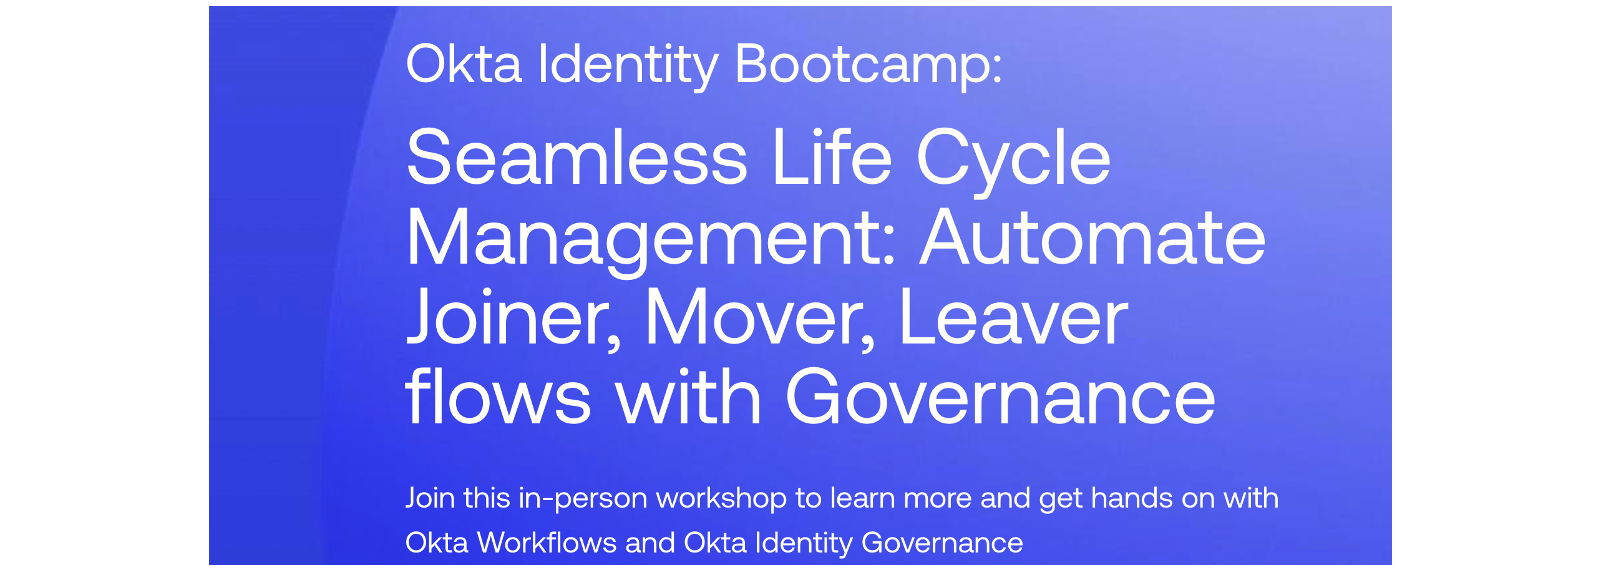 Okta Identity Bootcamp:
Seamless Life Cycle
Management: Automate
Joiner, Mover, Leaver
flows with Governance
Join this in-person workshop to learn more and get hands on with
Okta Workflows and Okta Identity Governance